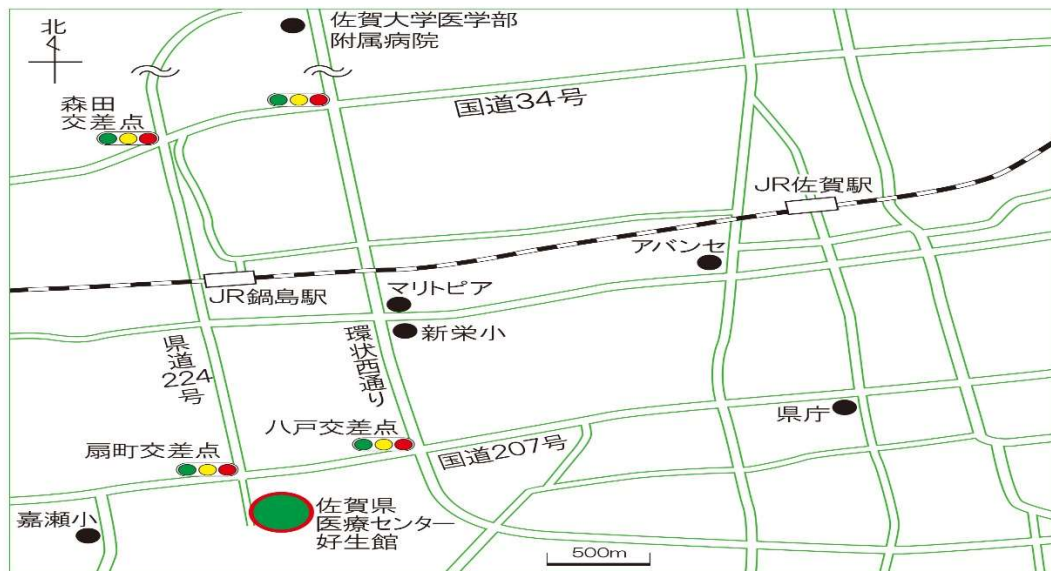 北
佐賀大学医学部
附属病院
森田
交差点
国道34号
JR佐賀駅
アバンセ
JR鍋島駅
マリトピア
新栄小
県道224号
環状西通り
県庁
八戸交差点
国道207号
扇町交差点
佐賀県
医療センター
好生館
嘉瀬小
500m